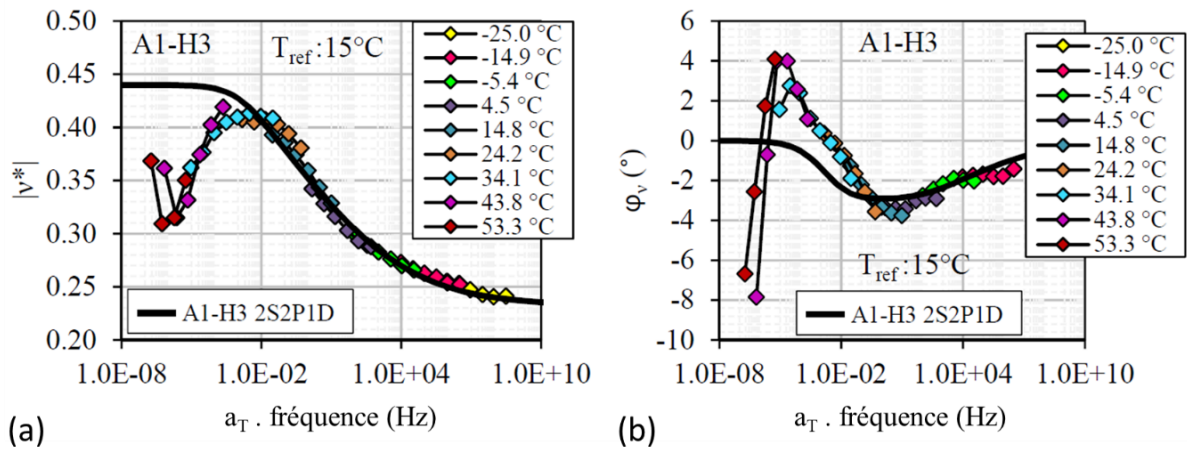 A1-H3
T_ref :15°C
|ν*|
0.50
0.45
0.40
0.35
0.30
0.25
0.20
1.0E-08
1.0E-02
1.0E+04
1.0E+10
-25.0 °C
-14.9 °C
-5.4 °C
4.5 °C
14.8 °C
24.2 °C
34.1 °C
43.8 °C
53.3 °C
A1-H3 2S2P1D
a_T . fréquence (Hz)
(a)
A1-H3
T_ref :15°C
φ_ν (°)
6
4
2
0
-2
-4
-6
-8
-10
1.0E-08
1.0E-02
1.0E+04
1.0E+10
-25.0 °C
-14.9 °C
-5.4 °C
4.5 °C
14.8 °C
24.2 °C
34.1 °C
43.8 °C
53.3 °C
A1-H3 2S2P1D
a_T . fréquence (Hz)
(b)